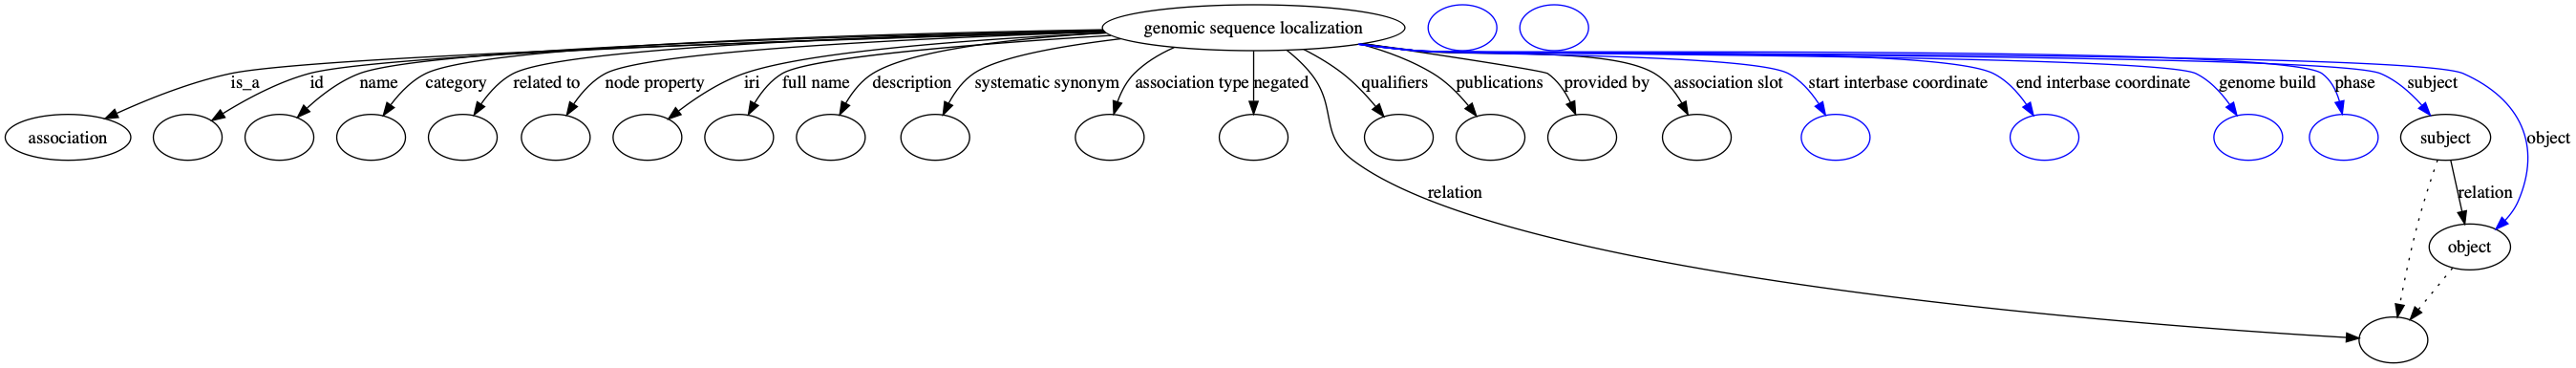 genomic sequence localization
is_a
id
name
category
related to
node property
iri
full name
description
systematic synonym
association type
negated
qualifiers
publications
provided by
association slot
start interbase coordinate
end interbase coordinate
genome build
phase
subject
association
subject
object
relation
relation
object